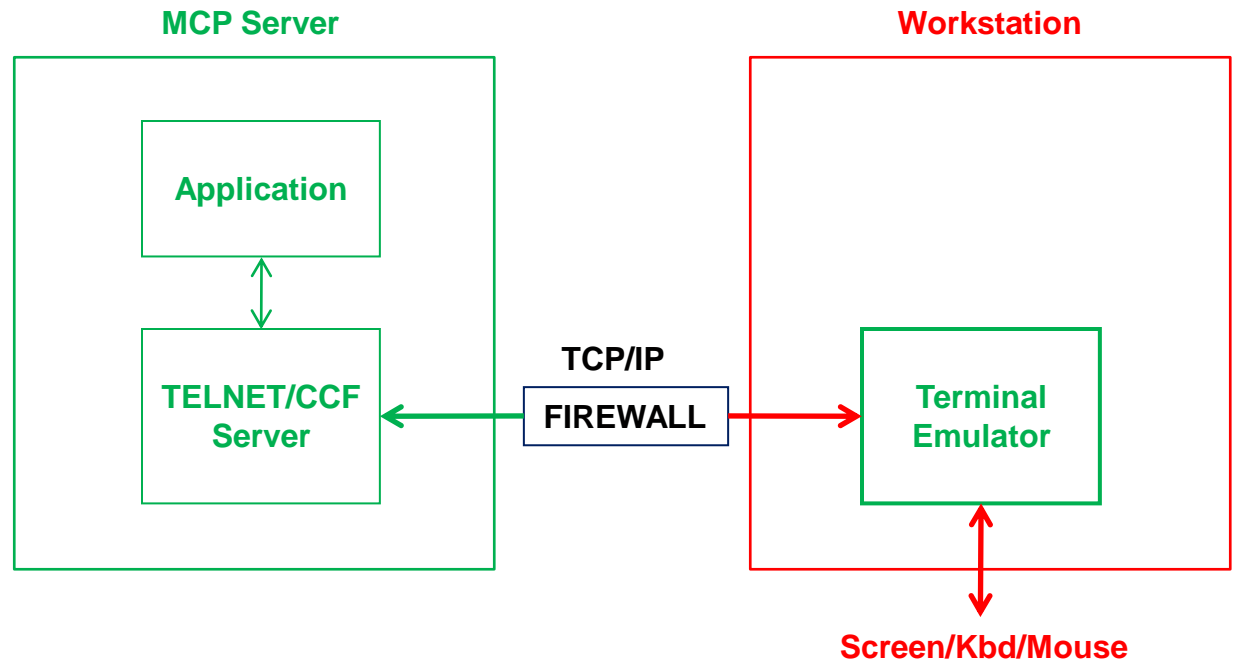 MCP Server
Workstation
Application
TELNET/CCF
Server
TCP/IP
FIREWALL
Terminal
Emulator
Screen/Kbd/Mouse